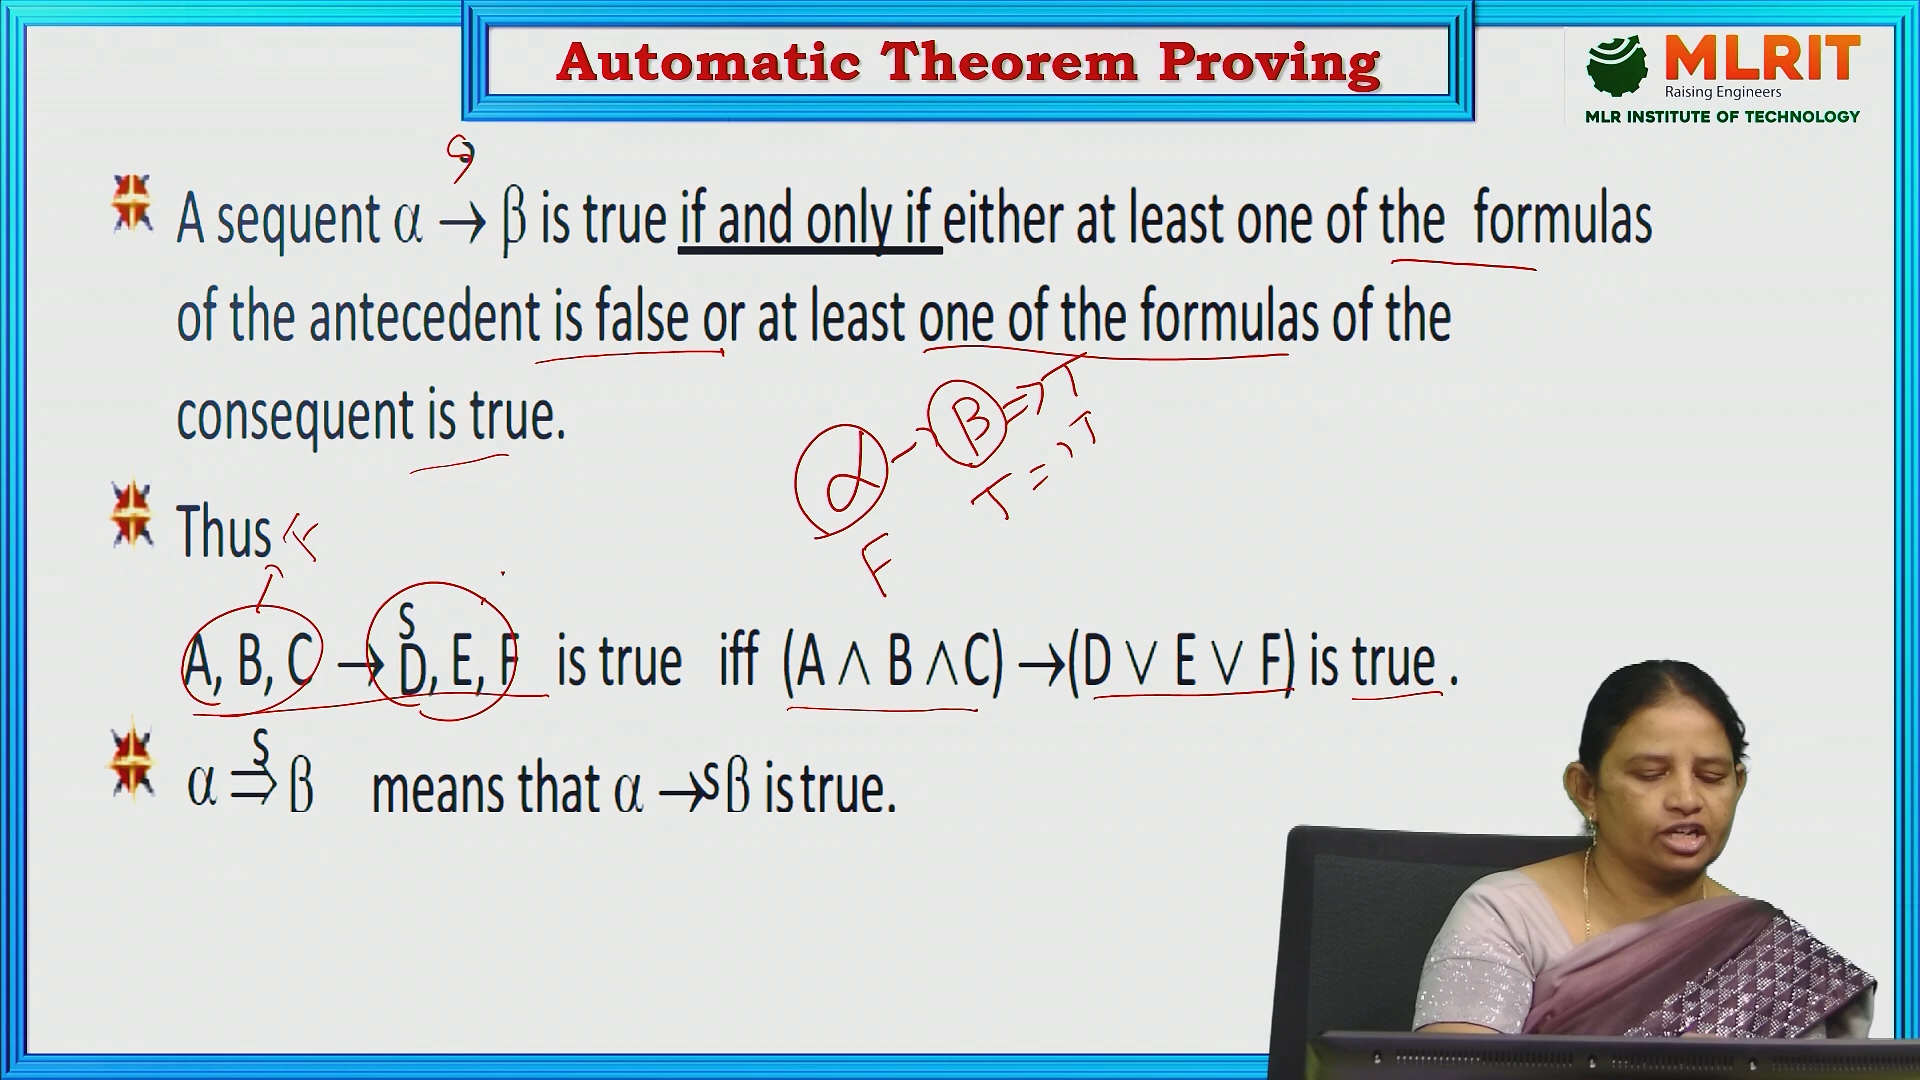 Automatic Theorem Proving
MLRIT
Raising Engineers
MLR INSTITUTE OF TECHNOLOGY
S
A sequent α → β is true if and only if either at least one of the formulas
of the antecedent is false or at least one of the formulas of the
consequent is true.
α → β ⇒ T
T ⇒ T
F
Thus
A, B, C →S D, E, F is true iff (A ∧ B ∧C) →(D ∨ E ∨ F) is true .
α ⇒S β means that α →S β is true.